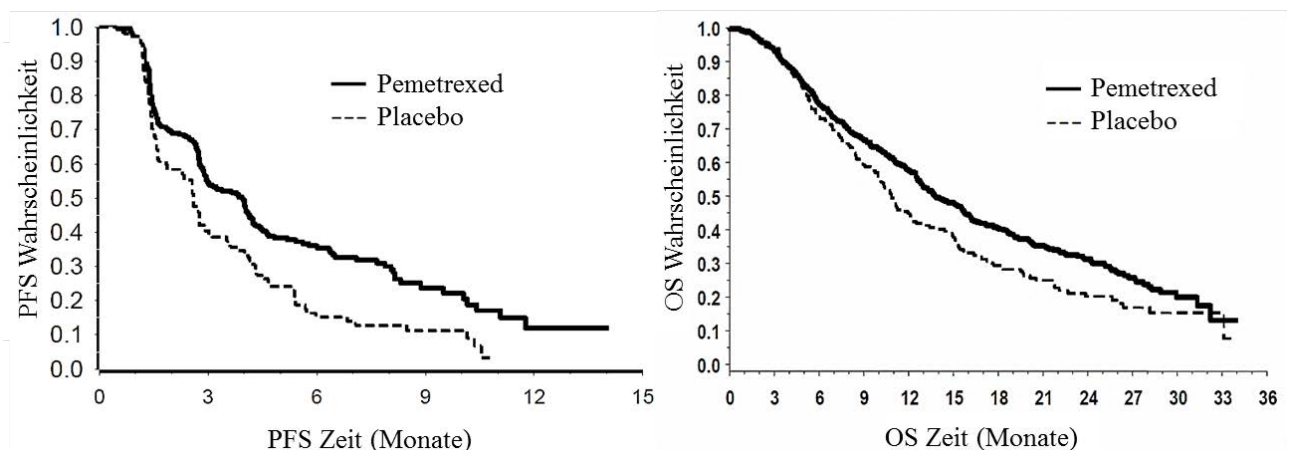 PFS Wahrscheinlichkeit
1.0
0.9
0.8
0.7
0.6
0.5
0.4
0.3
0.2
0.1
0.0
Pemetrexed
Placebo
0 3 6 9 12 15
PFS Zeit (Monate)
OS Wahrscheinlichkeit
1.0
0.9
0.8
0.7
0.6
0.5
0.4
0.3
0.2
0.1
0.0
Pemetrexed
Placebo
0 3 6 9 12 15 18 21 24 27 30 33 36
OS Zeit (Monate)